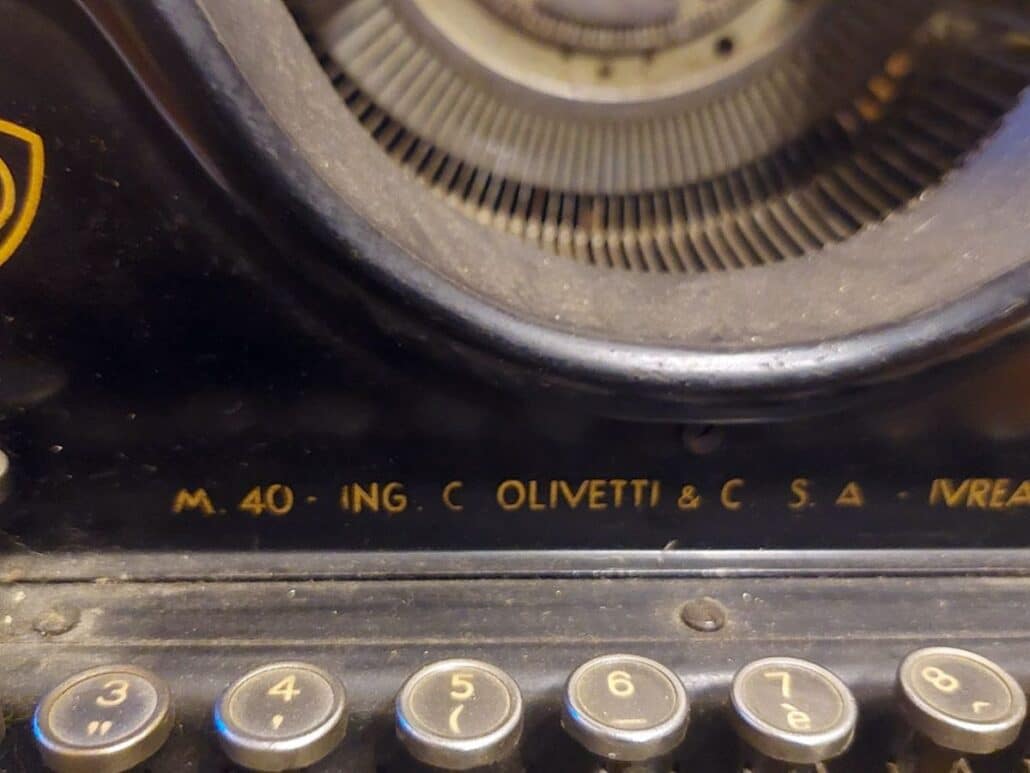 M. 40 - ING. C OLIVETTI & C S. A - IVREA
3 4 5 6 7 8
" ' ( _ è